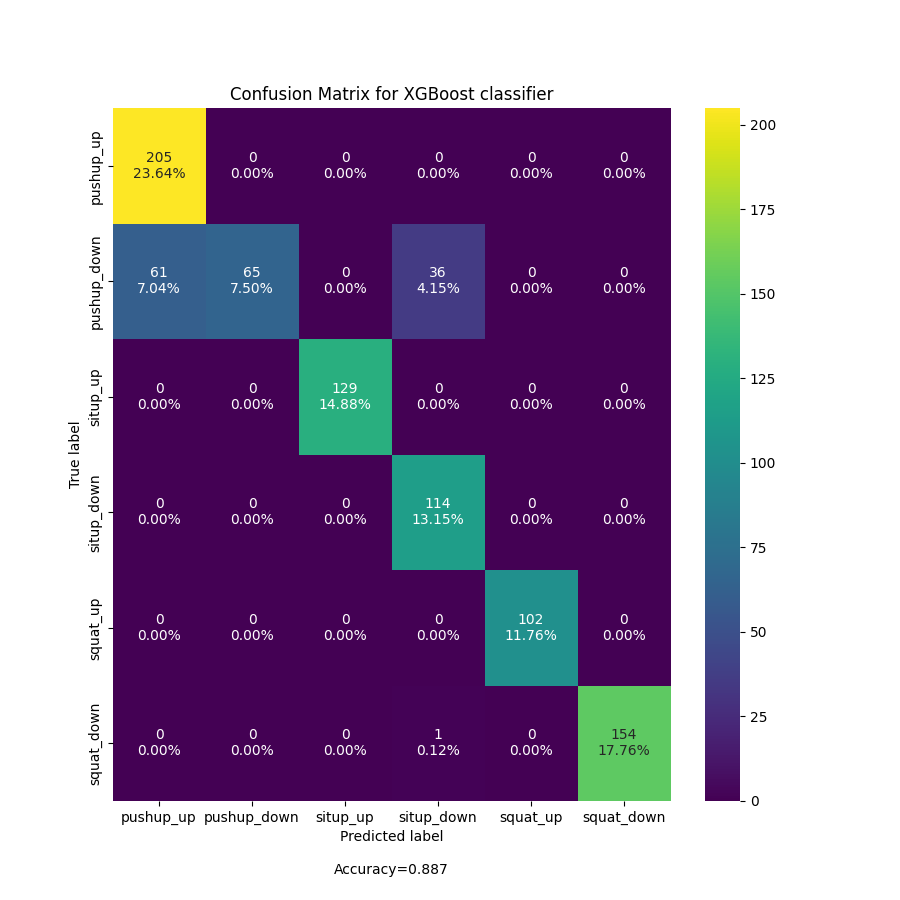 Confusion Matrix for XGBoost classifier
pushup_up
205 0 0 0 0 0
23.64% 0.00% 0.00% 0.00% 0.00% 0.00%
pushup_down
61 65 0 36 0 0
7.04% 7.50% 0.00% 4.15% 0.00% 0.00%
situp_up
0 0 129 0 0 0
0.00% 0.00% 14.88% 0.00% 0.00% 0.00%
True label
situp_down
0 0 0 114 0 0
0.00% 0.00% 0.00% 13.15% 0.00% 0.00%
squat_up
0 0 0 0 102 0
0.00% 0.00% 0.00% 0.00% 11.76% 0.00%
squat_down
0 0 0 1 0 154
0.00% 0.00% 0.00% 0.12% 0.00% 17.76%
pushup_up pushup_down situp_up situp_down squat_up squat_down
Predicted label
Accuracy=0.887
200
175
150
125
100
75
50
25
0